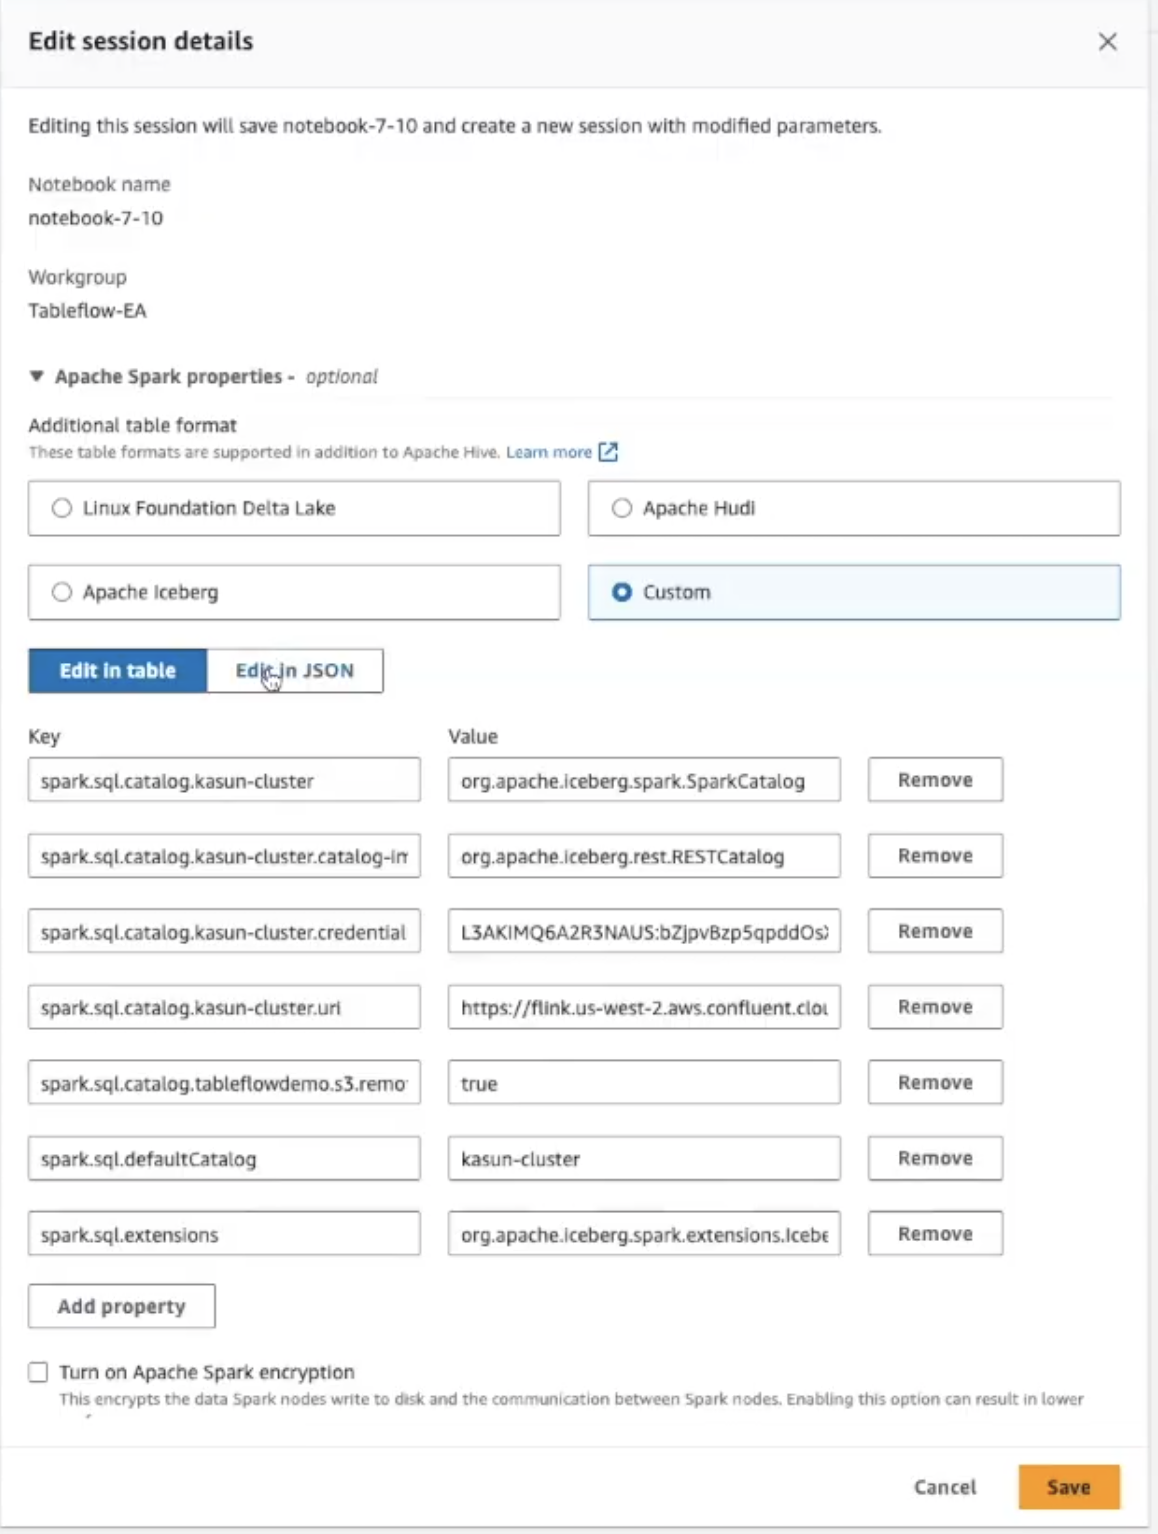 Edit session details
Editing this session will save notebook-7-10 and create a new session with modified parameters.
Notebook name
notebook-7-10
Workgroup
Tableflow-EA
Apache Spark properties - optional
Additional table format
These table formats are supported in addition to Apache Hive. Learn more
Linux Foundation Delta Lake
Apache Hudi
Apache Iceberg
Custom
Edit in table
Edit in JSON
Key
Value
spark.sql.catalog.kasun-cluster
org.apache.iceberg.spark.SparkCatalog
Remove
spark.sql.catalog.kasun-cluster.catalog-im
org.apache.iceberg.rest.RESTCatalog
Remove
spark.sql.catalog.kasun-cluster.credential
Remove
spark.sql.catalog.kasun-cluster.uri
https://flink.us-west-2.aws.confluent.clou
Remove
spark.sql.catalog.tableflowdemo.s3.remo
true
Remove
spark.sql.defaultCatalog
kasun-cluster
Remove
spark.sql.extensions
org.apache.iceberg.spark.extensions.Icebe
Remove
Add property
Turn on Apache Spark encryption
This encrypts the data Spark nodes write to disk and the communication between Spark nodes. Enabling this option can result in lower
Cancel
Save